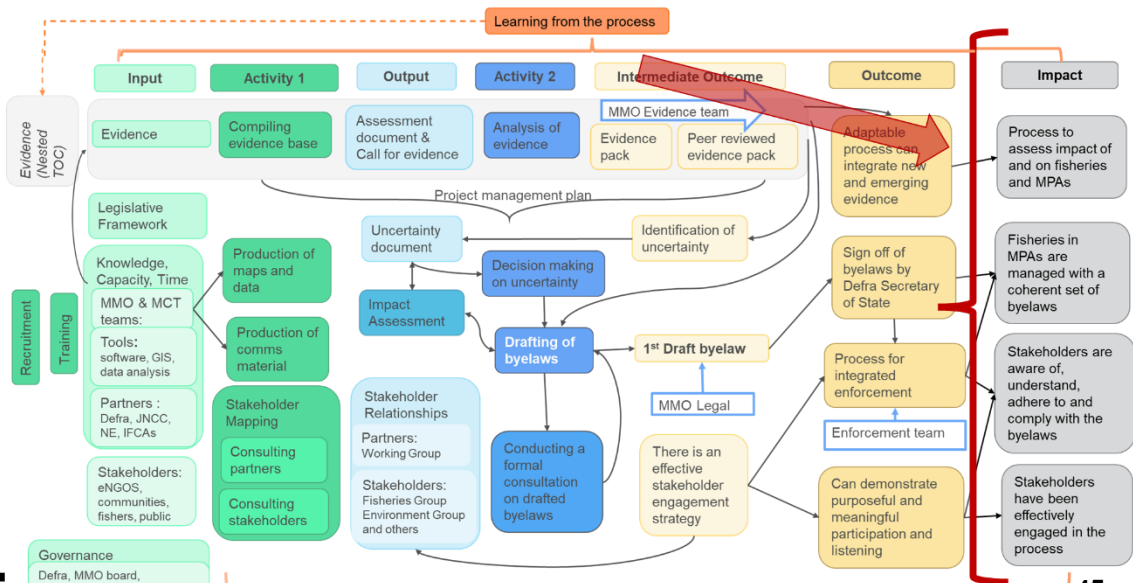 Learning from the process
Input
Activity 1
Output
Activity 2
Intermediate Outcome
Outcome
Impact
Evidence
(Nested
TOC)
Evidence
Compiling
evidence base
Assessment
document &
Call for evidence
Analysis of
evidence
MMO Evidence team
Evidence
pack
Peer reviewed
evidence pack
Adaptable
process can
integrate new
and emerging
evidence
Process to
assess impact of
and on fisheries
and MPAs
Project management plan
Legislative
Framework
Uncertainty
document
Identification of
uncertainty
Knowledge,
Capacity, Time
MMO & MCT
teams:
Tools:
software, GIS,
data analysis
Partners :
Defra, JNCC,
NE, IFCAs
Recruitment
Training
Production of
maps and
data
Production of
comms
material
Decision making
on uncertainty
Impact
Assessment
Sign off of
byelaws by
Defra Secretary
of State
Fisheries in
MPAs are
managed with a
coherent set of
byelaws
Drafting of
byelaws
1st Draft byelaw
MMO Legal
Process for
integrated
enforcement
Enforcement team
Stakeholders are
aware of,
understand,
adhere to and
comply with the
byelaws
Stakeholders:
eNGOS,
communities,
fishers, public
Stakeholder
Mapping
Consulting
partners
Consulting
stakeholders
Stakeholder
Relationships
Partners:
Working Group
Stakeholders:
Fisheries Group
Environment Group
and others
Conducting a
formal
consultation
on drafted
byelaws
There is an
effective
stakeholder
engagement
strategy
Can demonstrate
purposeful and
meaningful
participation and
listening
Stakeholders
have been
effectively
engaged in the
process
Governance
Defra, MMO board,